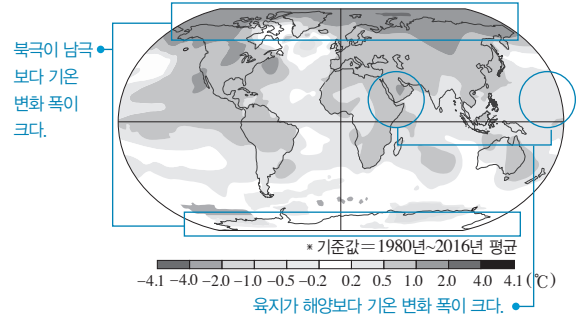 북극이 남극
보다 기온
변화 폭이
크다.
* 기준값=1980년~2016년 평균
-4.1 -4.0 -2.0 -1.0 -0.5 -0.2 0.2 0.5 1.0 2.0 4.0 4.1 (℃)
육지가 해양보다 기온 변화 폭이 크다.